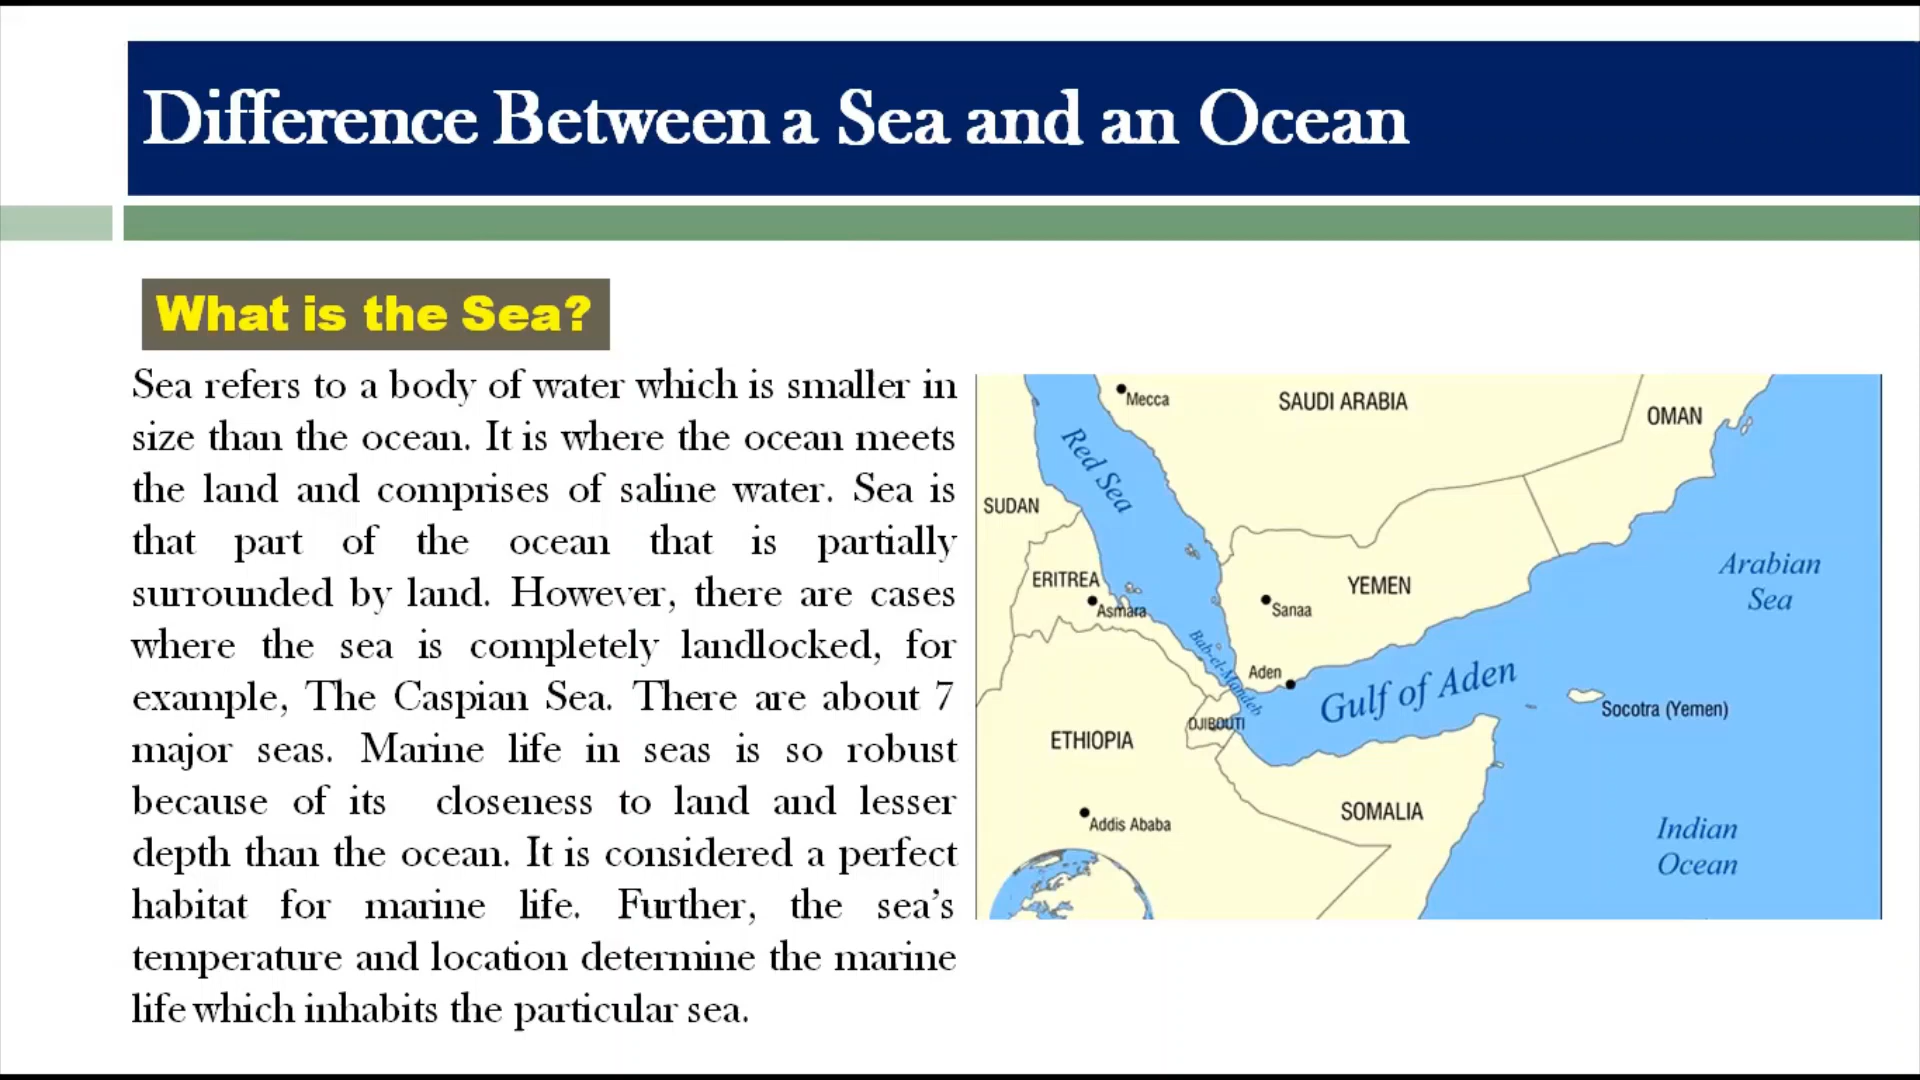 Difference Between a Sea and an Ocean
What is the Sea?
Sea refers to a body of water which is smaller in
size than the ocean. It is where the ocean meets
the land and comprises of saline water. Sea is
that part of the ocean that is partially
surrounded by land. However, there are cases
where the sea is completely landlocked, for
example, The Caspian Sea. There are about 7
major seas. Marine life in seas is so robust
because of its closeness to land and lesser
depth than the ocean. It is considered a perfect
habitat for marine life. Further, the sea's
temperature and location determine the marine
life which inhabits the particular sea.
Mecca
SAUDI ARABIA
OMAN
Red Sea
SUDAN
Arabian
Sea
ERITREA
YEMEN
Asmara
Sanaa
Bab-el-Mandeb
Aden
Gulf of Aden
Socotra (Yemen)
DJIBOUTI
ETHIOPIA
SOMALIA
Addis Ababa
Indian
Ocean